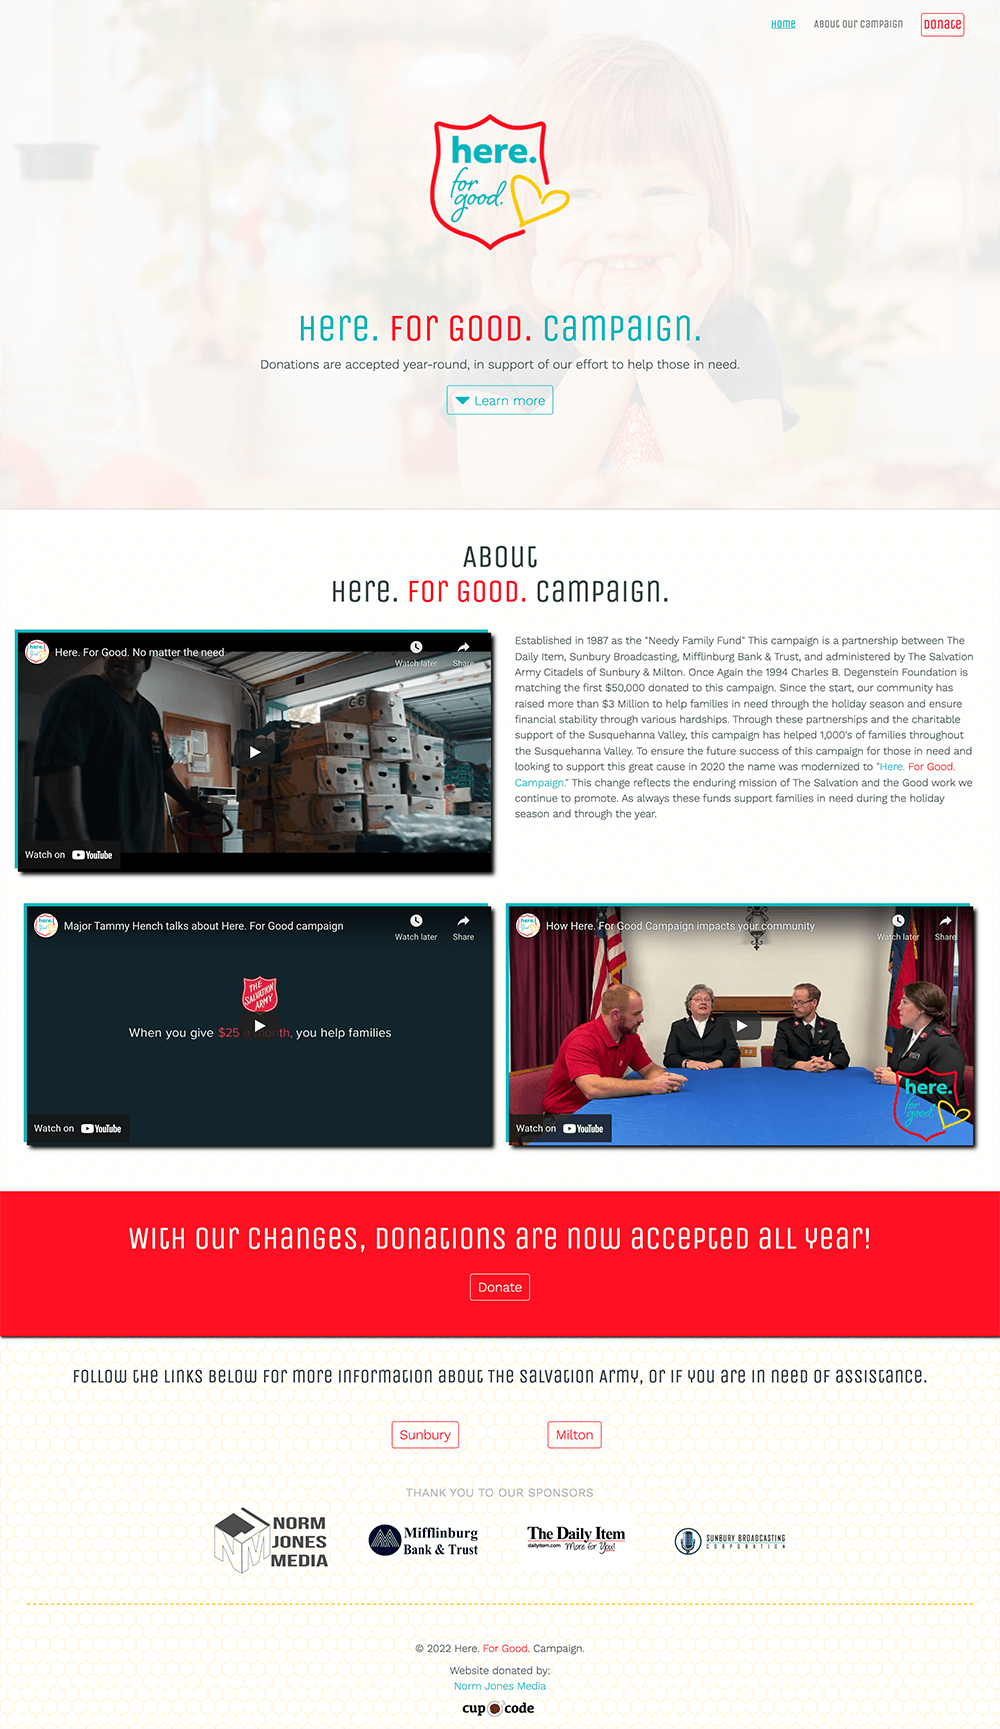 Home About Our Campaign Donate
here.
for
good.
Here. For Good. Campaign.
Donations are accepted year-round, in support of our effort to help those in need.
Learn more
About
Here. For Good. Campaign.
here. for Good Here. For Good. No matter the need Watch later Share
C6
Watch on YouTube
Established in 1987 as the "Needy Family Fund" This campaign is a partnership between The
Daily Item, Sunbury Broadcasting, Mifflinburg Bank & Trust, and administered by The Salvation
Army Citadels of Sunbury & Milton. Once Again the 1994 Charles B. Degenstein Foundation is
matching the first $50,000 donated to this campaign. Since the start, our community has
raised more than $3 Million to help families in need through the holiday season and ensure
financial stability through various hardships. Through these partnerships and the charitable
support of the Susquehanna Valley, this campaign has helped 1,000's of families throughout
the Susquehanna Valley. To ensure the future success of this campaign for those in need and
looking to support this great cause in 2020 the name was modernized to "Here. For Good.
Campaign." This change reflects the enduring mission of The Salvation and the Good work we
continue to promote. As always these funds support families in need during the holiday
season and through the year.
Major Tammy Hench talks about Here. For Good campaign Watch later Share
THE
SALVATION
ARMY
When you give $25 a month, you help families
Watch on YouTube
How Here. For Good Campaign impacts your community Watch later Share
here.
for
good.
Watch on YouTube
With our changes, donations are now accepted all year!
Donate
Follow the links below for more information about The Salvation Army, or if you are in need of assistance.
Sunbury Milton
THANK YOU TO OUR SPONSORS
NORM
JONES
MEDIA
Mifflinburg
Bank & Trust
The Daily Item
dailyitem.com More for You!
SUNBURY BROADCASTING
CORPORATION
© 2022 Here. For Good. Campaign.
Website donated by:
Norm Jones Media
cup code